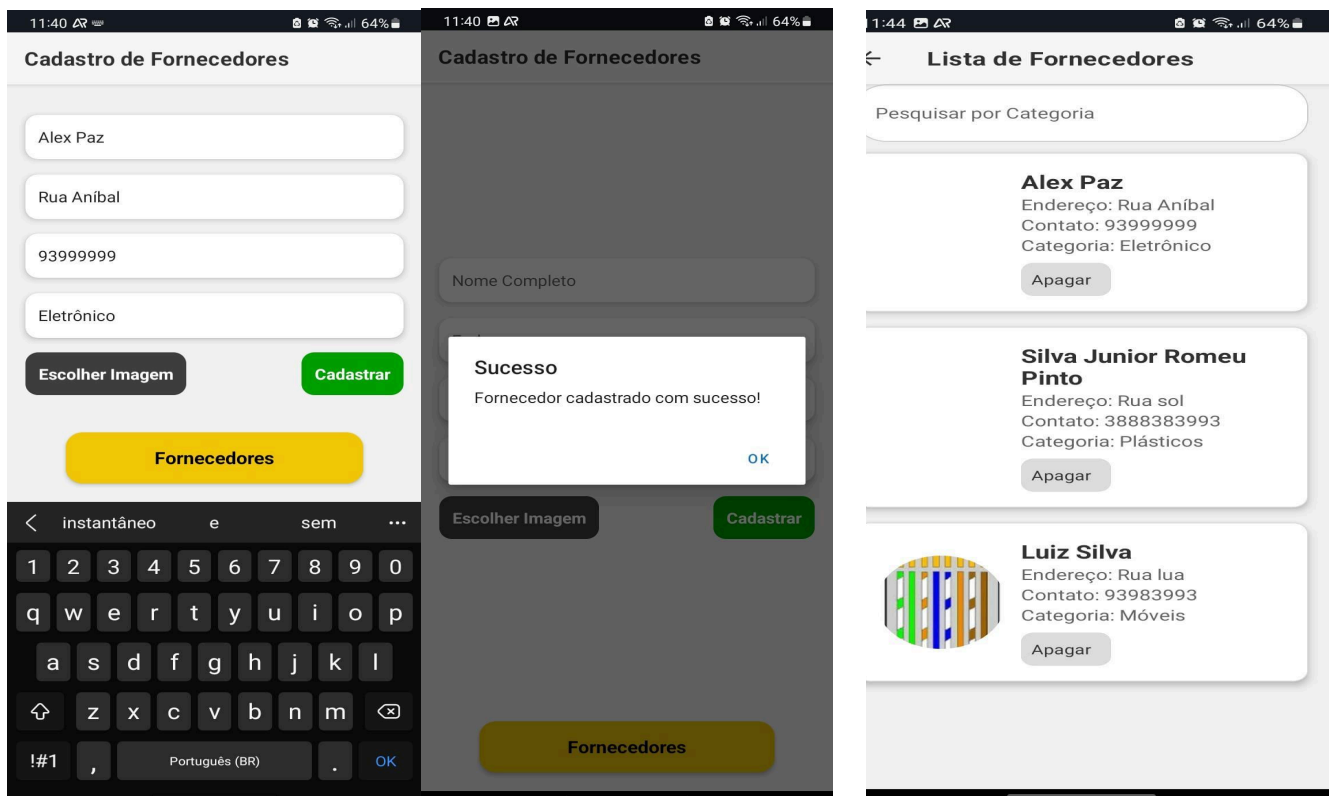 11:40
64%
Cadastro de Fornecedores
Alex Paz
Rua Aníbal
93999999
Eletrônico
Escolher Imagem
Cadastrar
Fornecedores
instantâneo e sem
1 2 3 4 5 6 7 8 9 0
q w e r t y u i o p
a s d f g h j k l
z x c v b n m
!#1 , Português (BR) . OK
11:40
64%
Cadastro de Fornecedores
Nome Completo
Sucesso
Fornecedor cadastrado com sucesso!
OK
Escolher Imagem
Cadastrar
Fornecedores
11:44
64%
Lista de Fornecedores
Pesquisar por Categoria
Alex Paz
Endereço: Rua Aníbal
Contato: 93999999
Categoria: Eletrônico
Apagar
Silva Junior Romeu
Pinto
Endereço: Rua sol
Contato: 3888383993
Categoria: Plásticos
Apagar
Luiz Silva
Endereço: Rua lua
Contato: 93983993
Categoria: Móveis
Apagar